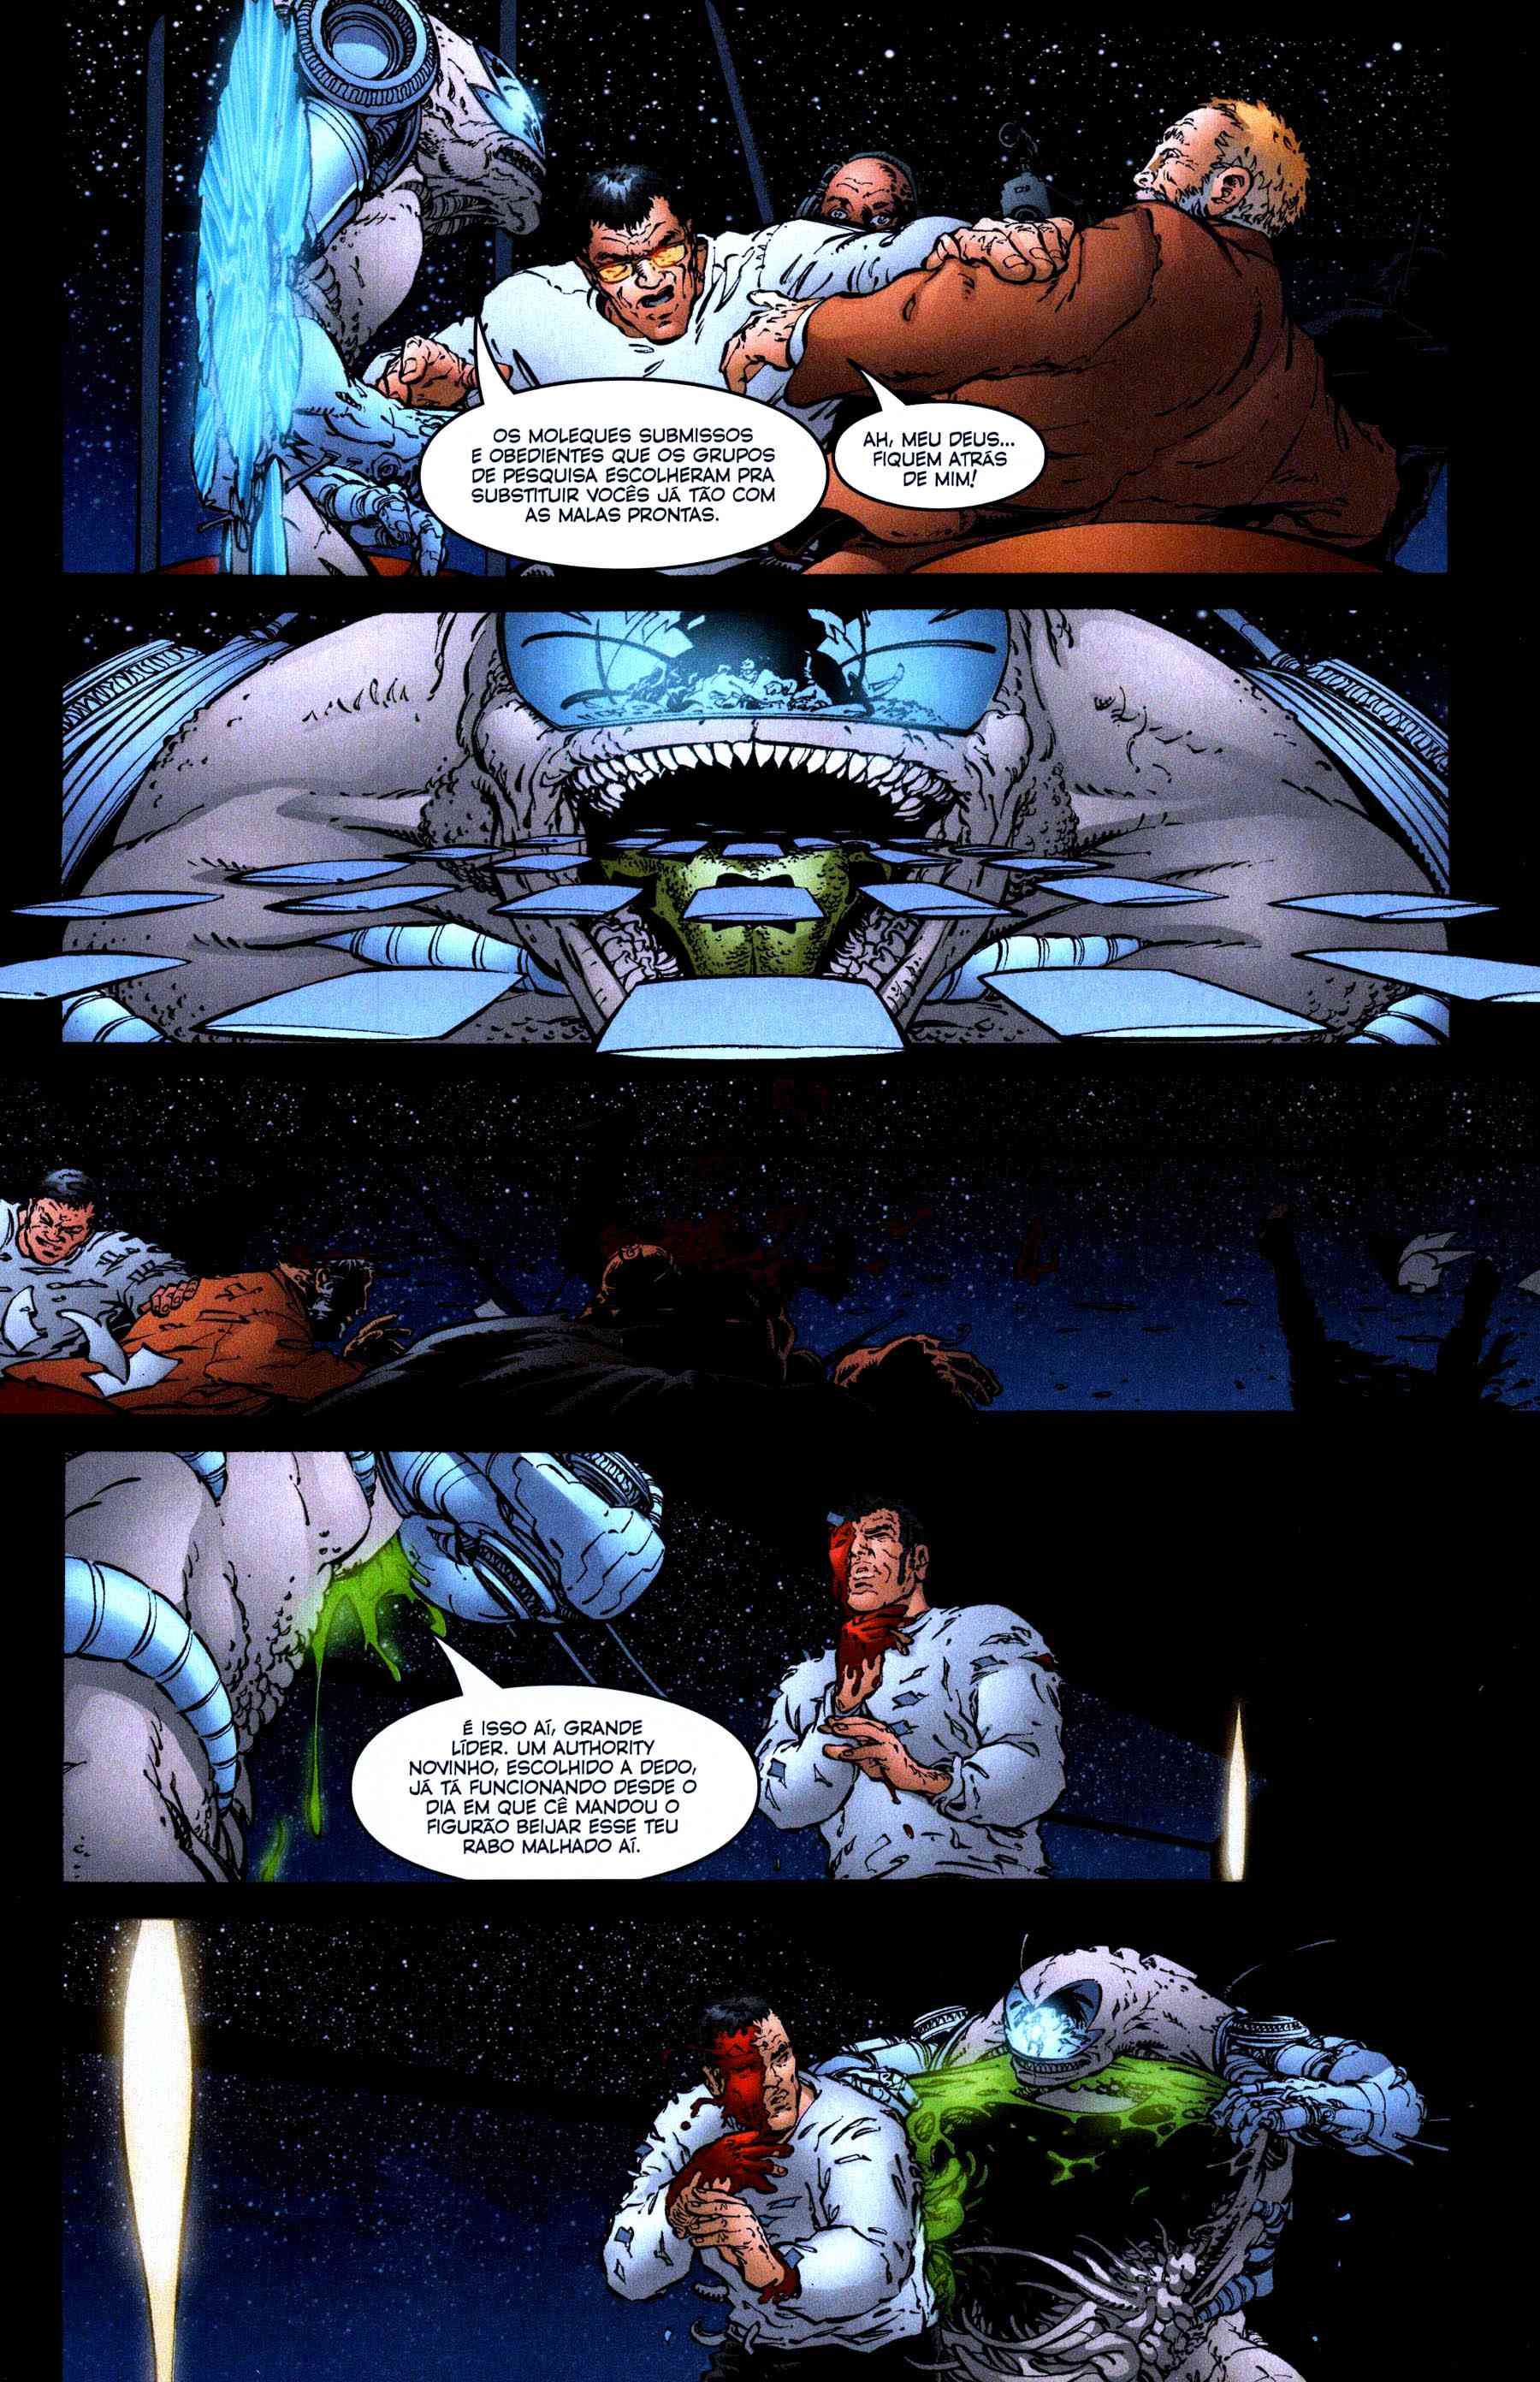 OS MOLEQUES SUBMISSOS
E OBEDIENTES QUE OS GRUPOS
DE PESQUISA ESCOLHERAM PRA
SUBSTITUIR VOCÊS JÁ TÃO COM
AS MALAS PRONTAS.
AH, MEU DEUS...
FIQUEM ATRÁS
DE MIM!
É ISSO AÍ, GRANDE
LÍDER. UM AUTHORITY
NOVINHO, ESCOLHIDO A DEDO,
JÁ TÁ FUNCIONANDO DESDE O
DIA EM QUE CÊ MANDOU O
FIGURÃO BEIJAR ESSE TEU
RABO MALHADO AÍ.